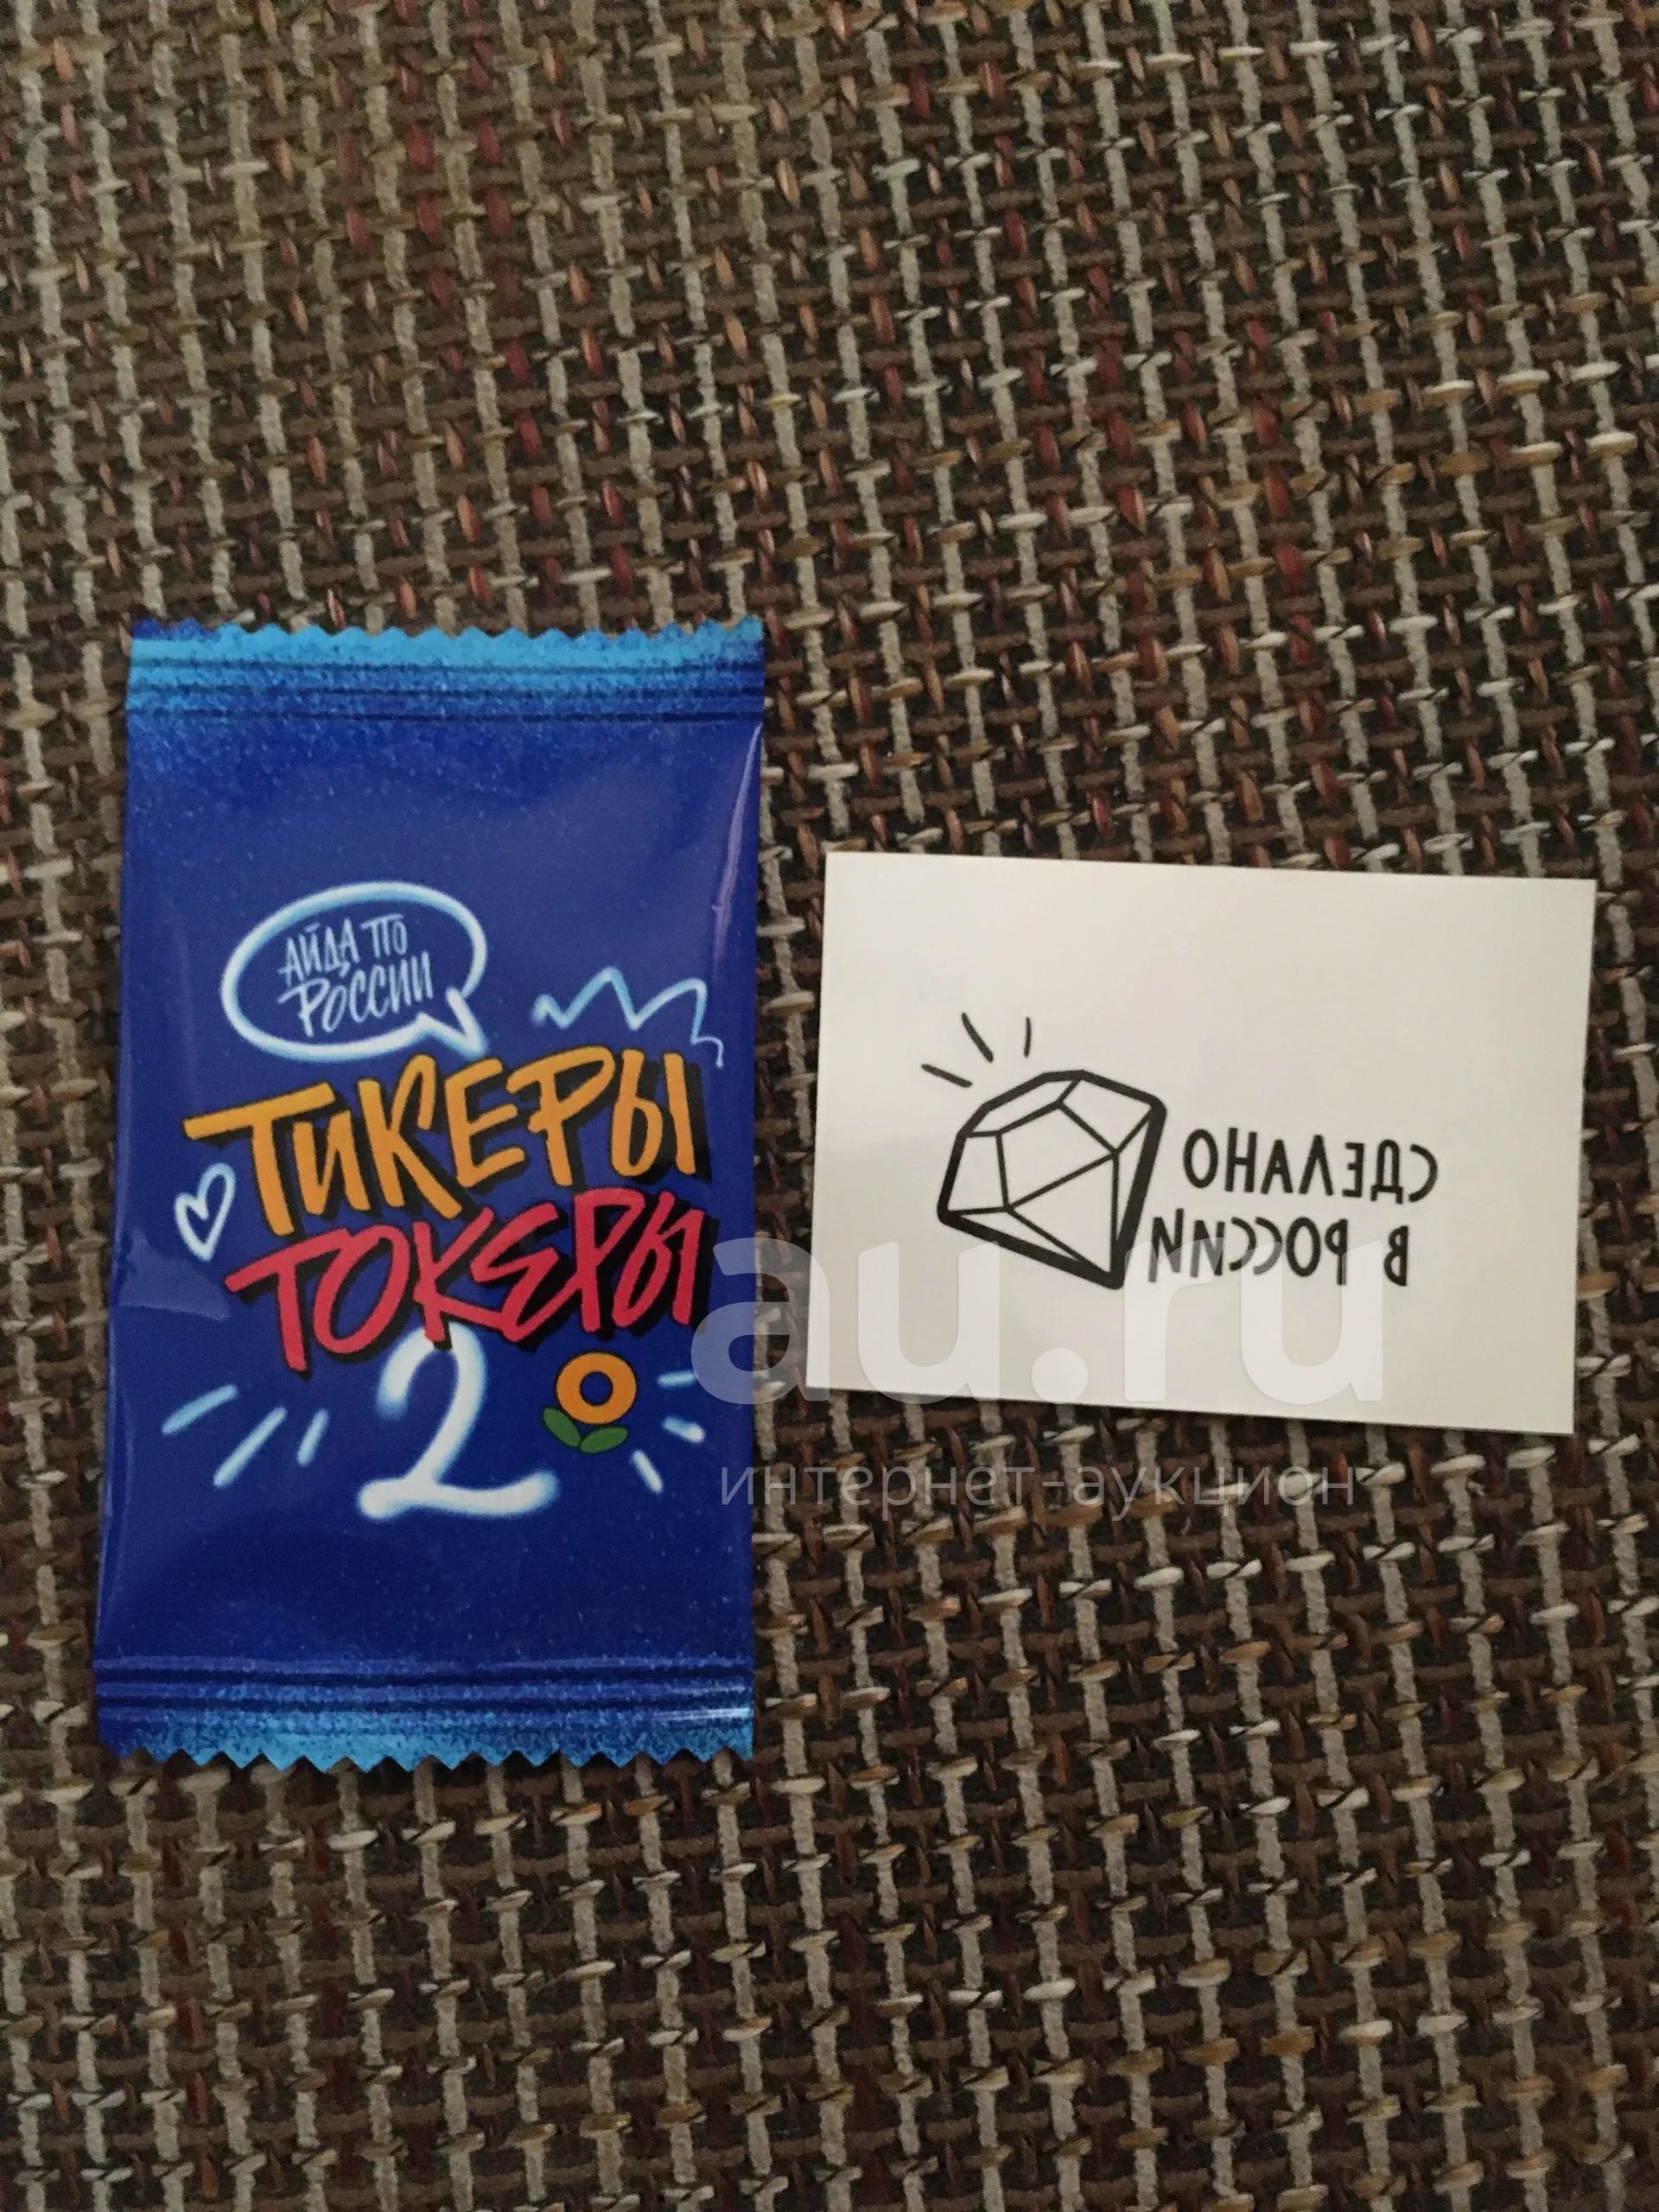 АЙДА ПО
РОССИИ
ТИКЕРЫ
ТОКЕРЫ
2
СДЕЛАНО
В РОССИИ
au.ru
интернет-аукцион